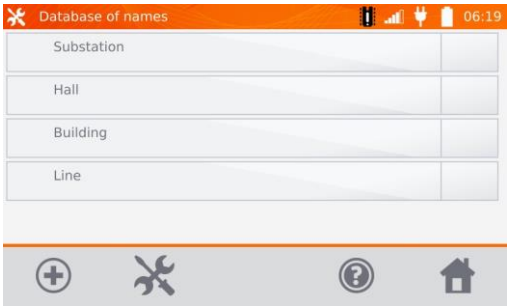 Database of names 06:19
Substation
Hall
Building
Line